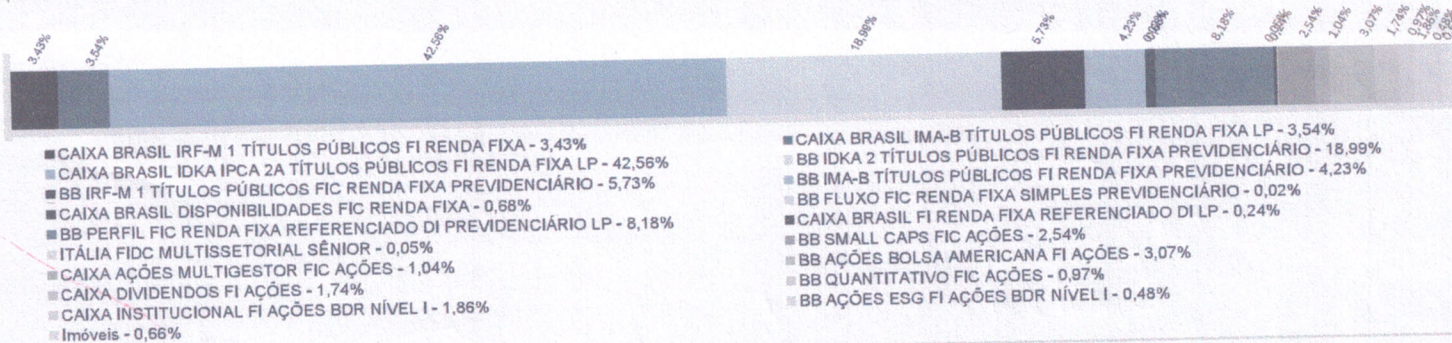 3.43%
3,54%
42.56%
18,99%
5.73%
4,23%
8,18%
2,54%
1,04%
3,07%
1,74%
0,97%
1,86%
CAIXA BRASIL IRF-M 1 TÍTULOS PÚBLICOS FI RENDA FIXA - 3,43%
CAIXA BRASIL IDKA IPCA 2A TÍTULOS PÚBLICOS FI RENDA FIXA LP - 42,56%
BB IRF-M 1 TÍTULOS PÚBLICOS FIC RENDA FIXA PREVIDENCIÁRIO - 5,73%
CAIXA BRASIL DISPONIBILIDADES FIC RENDA FIXA - 0,68%
BB PERFIL FIC RENDA FIXA REFERENCIADO DI PREVIDENCIÁRIO LP - 8,18%
ITÁLIA FIDC MULTISSETORIAL SÊNIOR - 0,05%
CAIXA AÇÕES MULTIGESTOR FIC AÇÕES - 1,04%
CAIXA DIVIDENDOS FI AÇÕES - 1,74%
CAIXA INSTITUCIONAL FI AÇÕES BDR NÍVEL I - 1,86%
Imóveis - 0,66%
CAIXA BRASIL IMA-B TÍTULOS PÚBLICOS FI RENDA FIXA LP - 3,54%
BB IDKA 2 TÍTULOS PÚBLICOS FI RENDA FIXA PREVIDENCIÁRIO - 18,99%
BB IMA-B TÍTULOS PÚBLICOS FI RENDA FIXA PREVIDENCIÁRIO - 4,23%
BB FLUXO FIC RENDA FIXA SIMPLES PREVIDENCIÁRIO - 0,02%
CAIXA BRASIL FI RENDA FIXA REFERENCIADO DI LP - 0,24%
BB SMALL CAPS FIC AÇÕES - 2,54%
BB AÇÕES BOLSA AMERICANA FI AÇÕES - 3,07%
BB QUANTITATIVO FIC AÇÕES - 0,97%
BB AÇÕES ESG FI AÇÕES BDR NÍVEL I - 0,48%